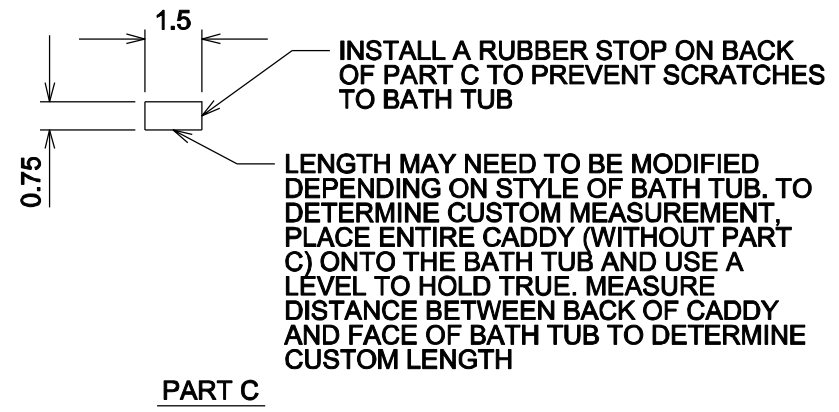 1.5
INSTALL A RUBBER STOP ON BACK
OF PART C TO PREVENT SCRATCHES
TO BATH TUB
0.75
LENGTH MAY NEED TO BE MODIFIED
DEPENDING ON STYLE OF BATH TUB. TO
DETERMINE CUSTOM MEASUREMENT,
PLACE ENTIRE CADDY (WITHOUT PART
C) ONTO THE BATH TUB AND USE A
LEVEL TO HOLD TRUE. MEASURE
DISTANCE BETWEEN BACK OF CADDY
AND FACE OF BATH TUB TO DETERMINE
CUSTOM LENGTH
PART C